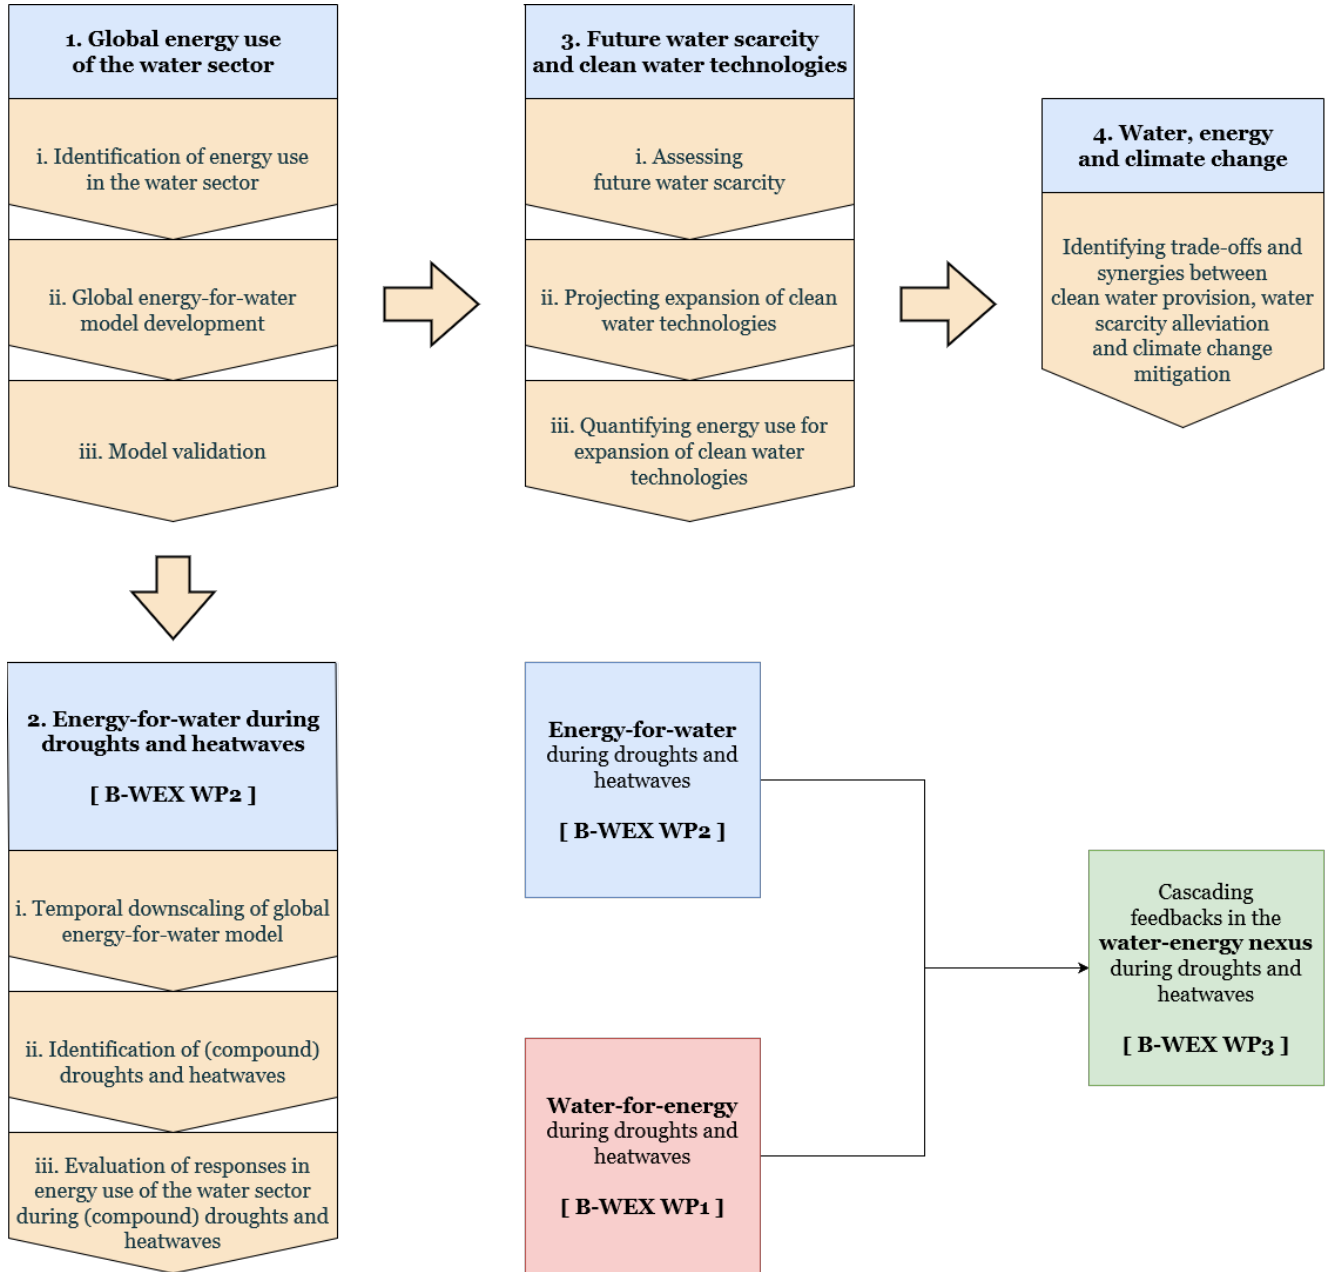 1. Global energy use
of the water sector
i. Identification of energy use
in the water sector
ii. Global energy-for-water
model development
iii. Model validation
3. Future water scarcity
and clean water technologies
i. Assessing
future water scarcity
ii. Projecting expansion of clean
water technologies
iii. Quantifying energy use for
expansion of clean water
technologies
4. Water, energy
and climate change
Identifying trade-offs and
synergies between
clean water provision, water
scarcity alleviation
and climate change
mitigation
2. Energy-for-water during
droughts and heatwaves
[ B-WEX WP2 ]
i. Temporal downscaling of global
energy-for-water model
ii. Identification of (compound)
droughts and heatwaves
iii. Evaluation of responses in
energy use of the water sector
during (compound) droughts and
heatwaves
Energy-for-water
during droughts and
heatwaves
[ B-WEX WP2 ]
Water-for-energy
during droughts and
heatwaves
[ B-WEX WP1 ]
Cascading
feedbacks in the
water-energy nexus
during droughts and
heatwaves
[ B-WEX WP3 ]